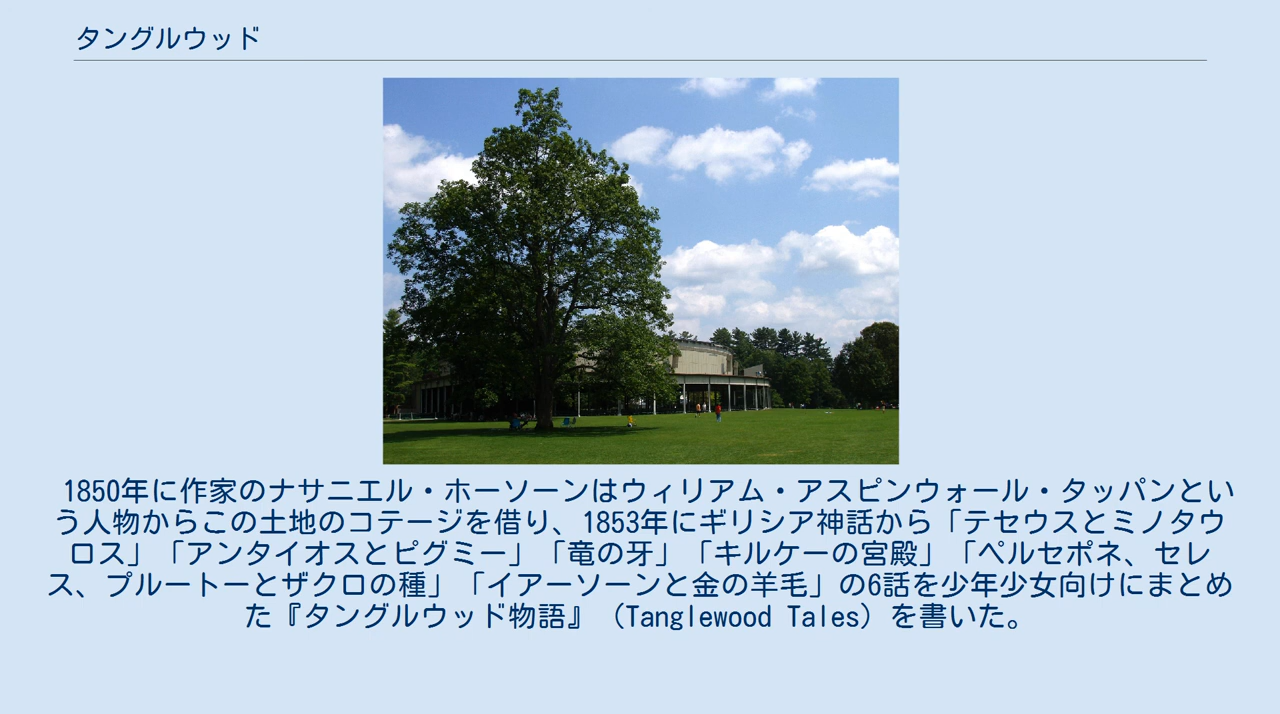 タングルウッド
1850年に作家のナサニエル・ホーソーンはウィリアム・アスピンウォール・タッパンとい
う人物からこの土地のコテージを借り、1853年にギリシア神話から「テセウスとミノタウ
ロス」「アンタイオスとピグミー」「竜の牙」「キルケーの宮殿」「ペルセポネ、セレ
ス、プルートーとザクロの種」「イアーソーンと金の羊毛」の6話を少年少女向けにまとめ
た『タングルウッド物語』（Tanglewood Tales）を書いた。